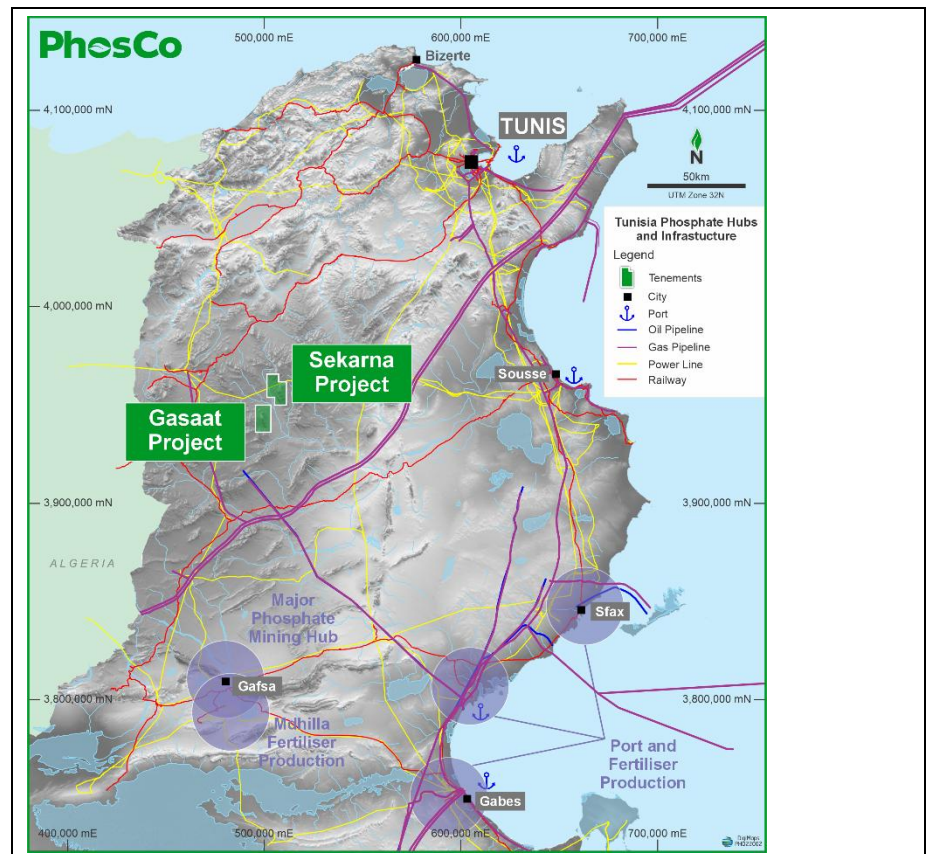 PhosCo
500,000 mE
600,000 mE
700,000 mE
Bizerte
4,100,000 mN
4,100,000 mN
TUNIS
N
50km
UTM Zone 32N
Tunisia Phosphate Hubs
and Infrastucture
Legend
Tenements
City
Port
Oil Pipeline
Gas Pipeline
Power Line
Railway
4,000,000 mN
Sekarna
Project
Sousse
Gasaat
Project
3,900,000 mN
3,900,000 mN
ALGERIA
Major
Phosphate
Mining Hub
Sfax
Gafsa
3,800,000 mN
3,800,000 mN
Mdhilla
Fertiliser
Production
Port and
Fertiliser
Production
Gabes
400,000 mE
500,000 mE
600,000 mE
700,000 mE
DigMaps